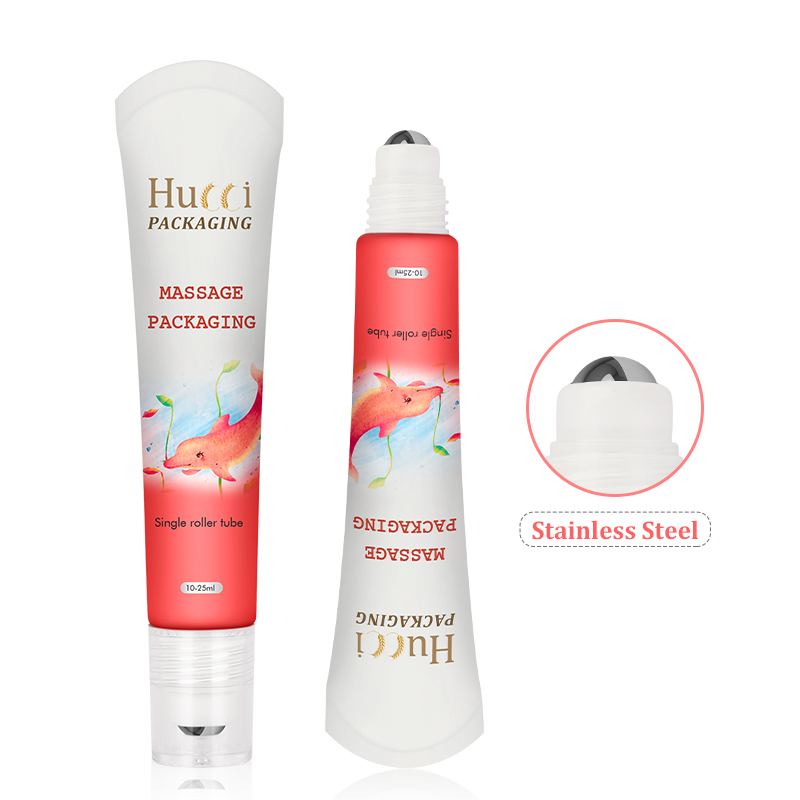 Hucci
PACKAGING
MASSAGE
PACKAGING
Single roller tube
10-25ml
10-25ml
Single roller tube
MASSAGE
PACKAGING
Hucci
PACKAGING
Stainless Steel